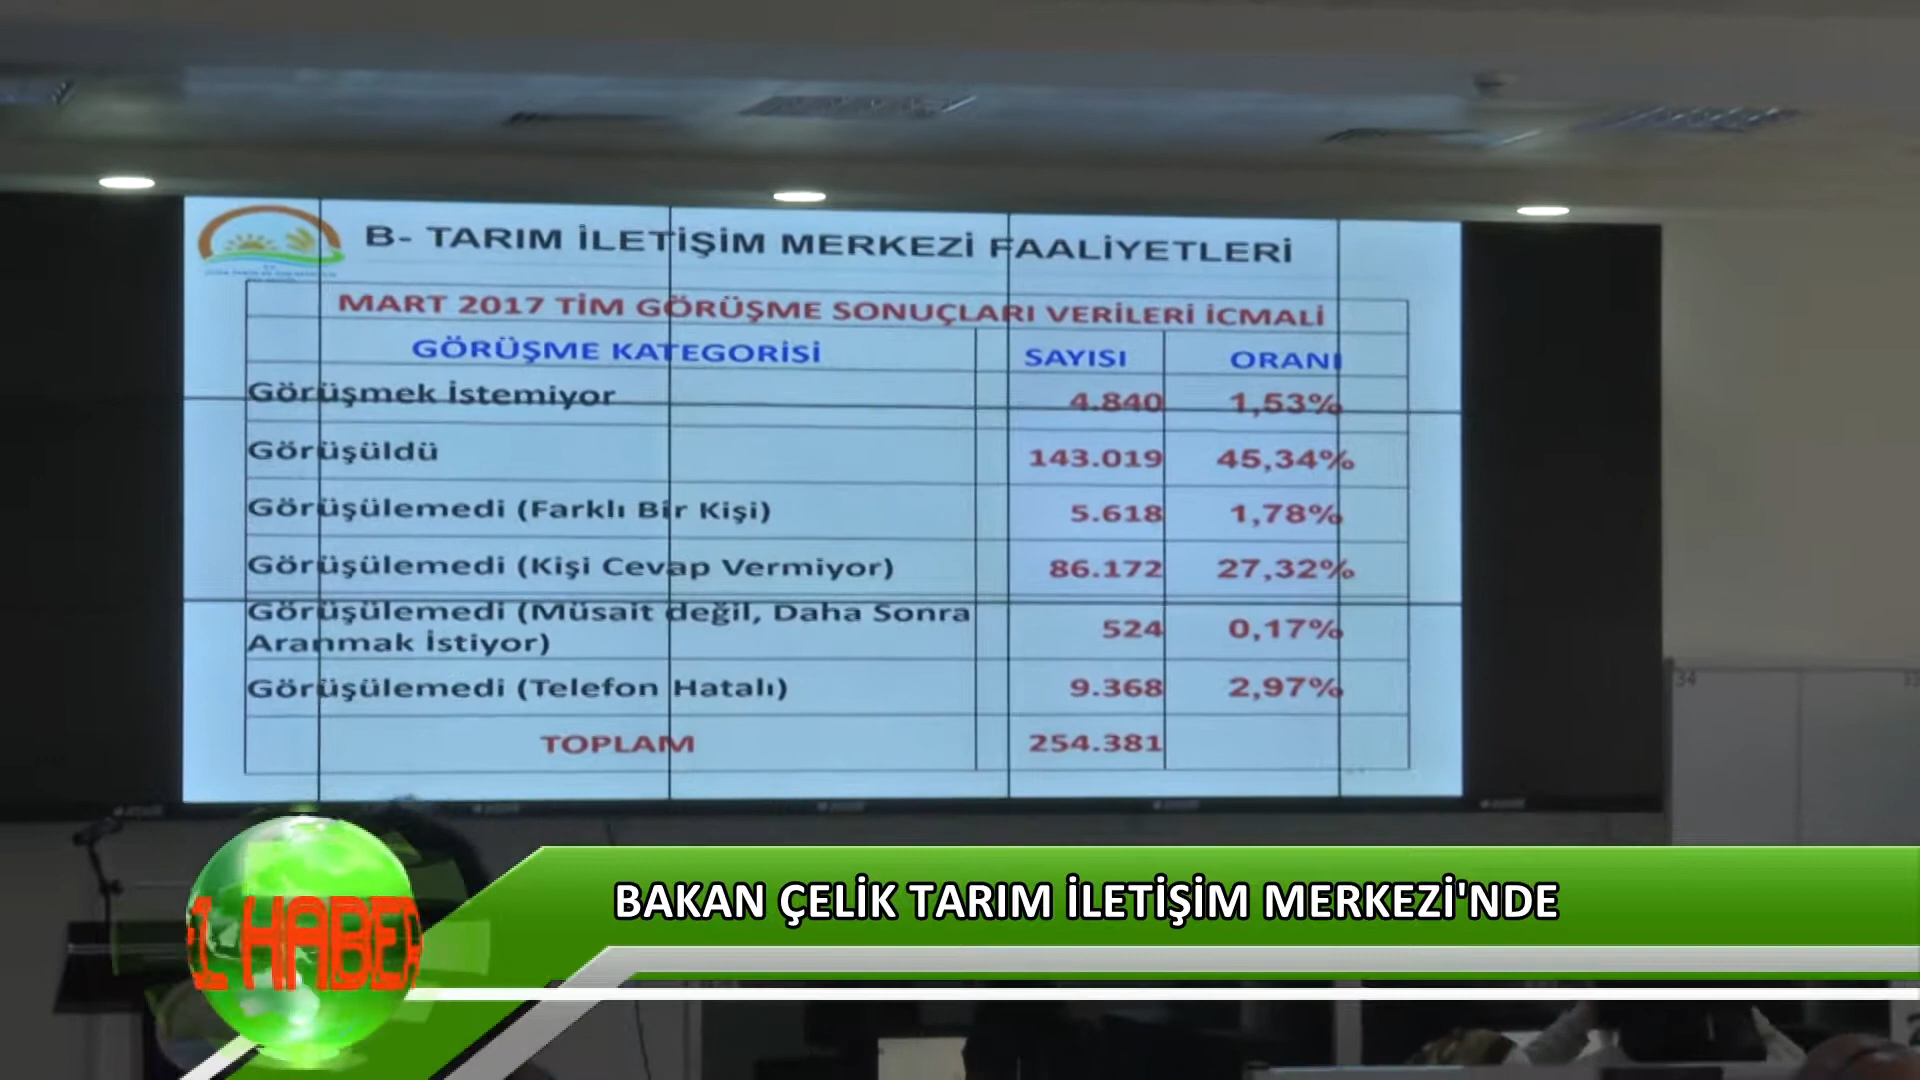 B- TARIM İLETİŞİM MERKEZİ FAALİYETLERİ
MART 2017 TİM GÖRÜŞME SONUÇLARI VERİLERİ İCMALİ
GÖRÜŞME KATEGORİSİ SAYISI ORANI
Görüşmek İstemiyor 4.840 1,53%
Görüşüldü 143.019 45,34%
Görüşülemedi (Farklı Bir Kişi) 5.618 1,78%
Görüşülemedi (Kişi Cevap Vermiyor) 86.172 27,32%
Görüşülemedi (Müsait değil, Daha Sonra
Aranmak İstiyor) 524 0,17%
Görüşülemedi (Telefon Hatalı) 9.368 2,97%
TOPLAM 254.381
34
HABER
BAKAN ÇELİK TARIM İLETİŞİM MERKEZİ'NDE